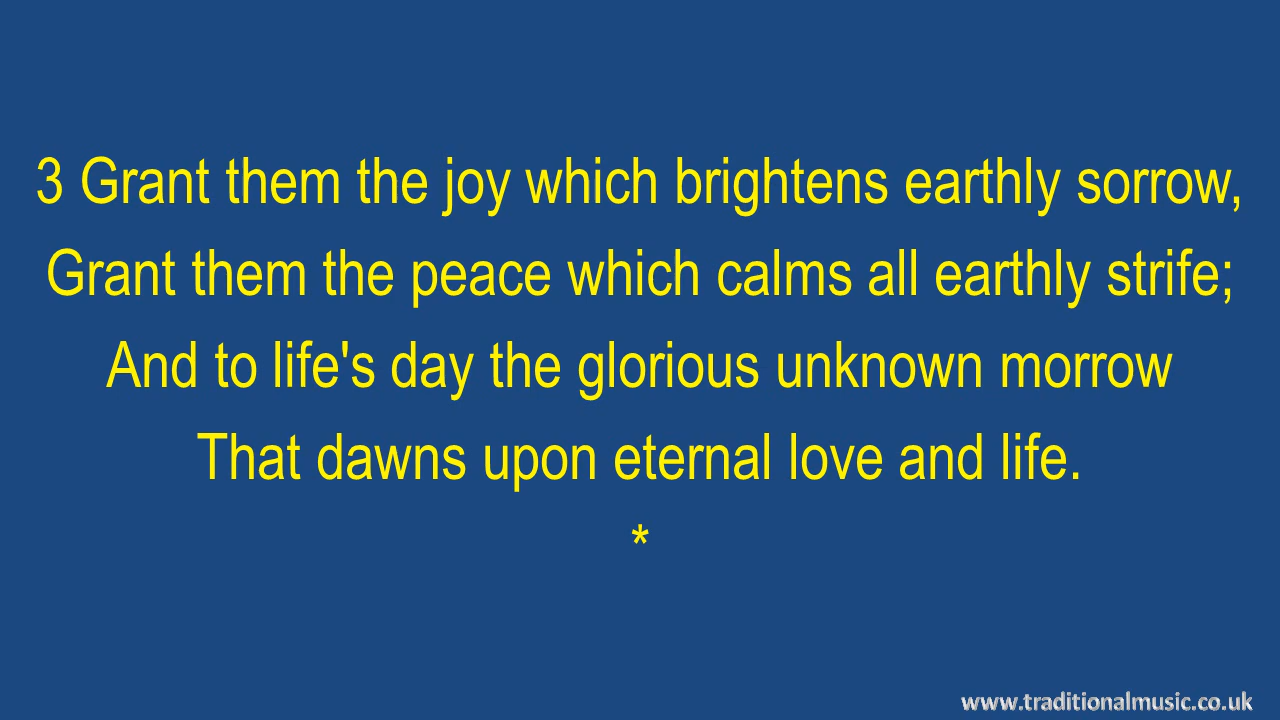 3 Grant them the joy which brightens earthly sorrow,
Grant them the peace which calms all earthly strife;
And to life's day the glorious unknown morrow
That dawns upon eternal love and life.
*
www.traditionalmusic.co.uk